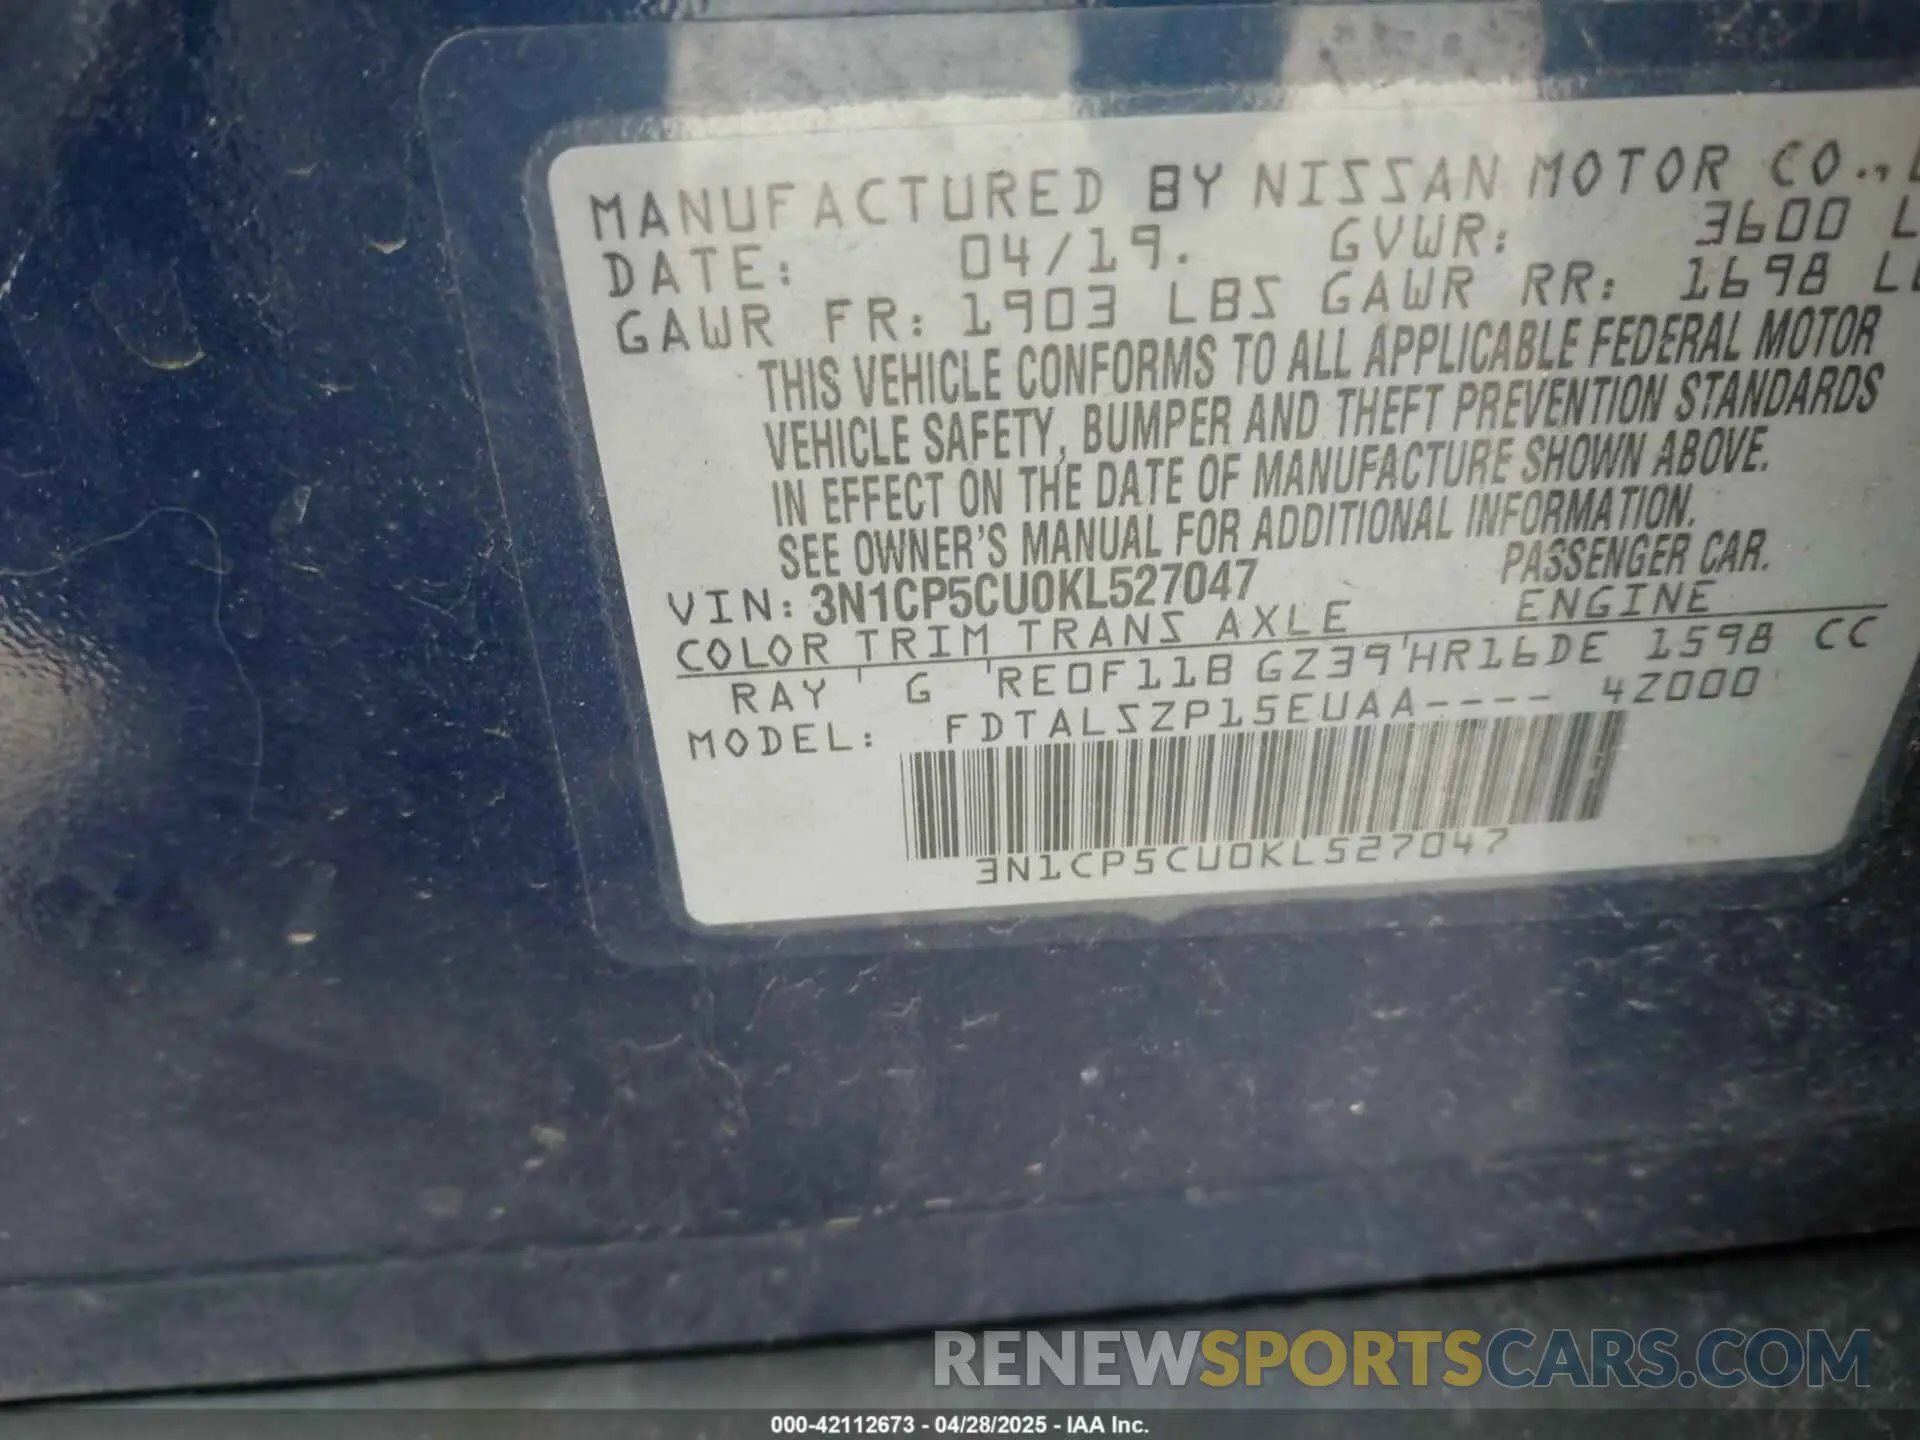 MANUFACTURED BY NISSAN MOTOR CO.,
DATE: 04/19. GVWR: 3600 L
GAWR FR: 1903 LBS GAWR RR: 1698 LB
THIS VEHICLE CONFORMS TO ALL APPLICABLE FEDERAL MOTOR
VEHICLE SAFETY, BUMPER AND THEFT PREVENTION STANDARDS
IN EFFECT ON THE DATE OF MANUFACTURE SHOWN ABOVE.
SEE OWNER'S MANUAL FOR ADDITIONAL INFORMATION.
VIN: 3N1CP5CU0KL527047 PASSENGER CAR.
COLOR TRIM TRANS AXLE ENGINE
RAY G RE0F11B GZ39 HR16DE 1598 CC
MODEL: FDTALSZP15EUAA---- 4Z000
3N1CP5CU0KL527047
RENEWSPORTSCARS.COM
000-42112673 - 04/28/2025 - IAA Inc.